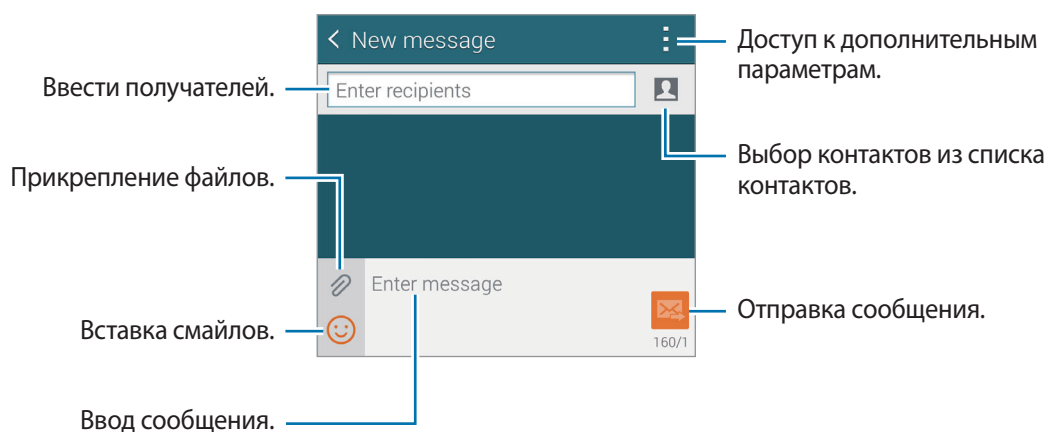 New message
Доступ к дополнительным
параметрам.
Ввести получателей.
Enter recipients
Выбор контактов из списка
контактов.
Прикрепление файлов.
Enter message
Отправка сообщения.
Вставка смайлов.
160/1
Ввод сообщения.